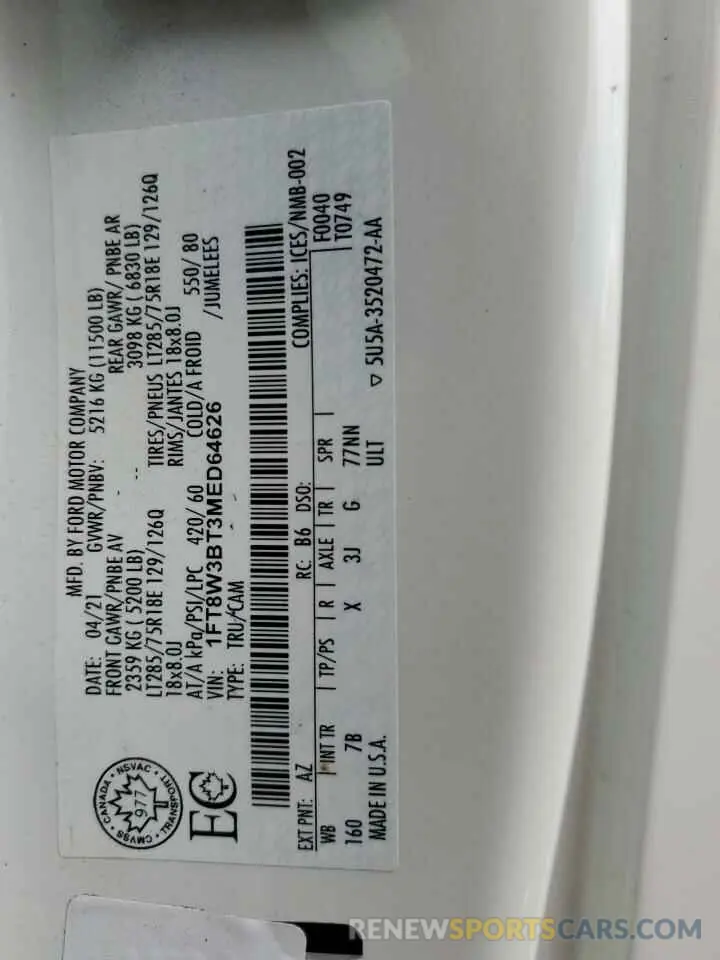 MFD. BY FORD MOTOR COMPANY
DATE: 04/21 GVWR/PNBV: 5216 KG (11500 LB)
FRONT GAWR/PNBE AV REAR GAWR/ PNBE AR
2359 KG ( 5200 LB) 3098 KG ( 6830 LB)
LT285/75R18E 129/126Q TIRES/PNEUS LT285/75R18E 129/126Q
18x8.0J RIMS/JANTES 18x8.0J
AT/A kPa/PSI/LPC 420/ 60 COLD/A FROID 550/ 80
VIN: 1FT8W3BT3MED64626 /JUMELEES
TYPE: TRU/CAM
CANADA • NSVAC • TRANSPORT • CMVSS •
977
EC
COMPLIES: ICES/NMB-002
EXT PNT: AZ RC: B6 DSO: F0040
WB INT TR TP/PS R AXLE TR SPR T0749
160 7B X 3J G 77NN
MADE IN U.S.A. ULT ▽ 5U5A-3520472-AA
RENEWSPORTSCARS.COM